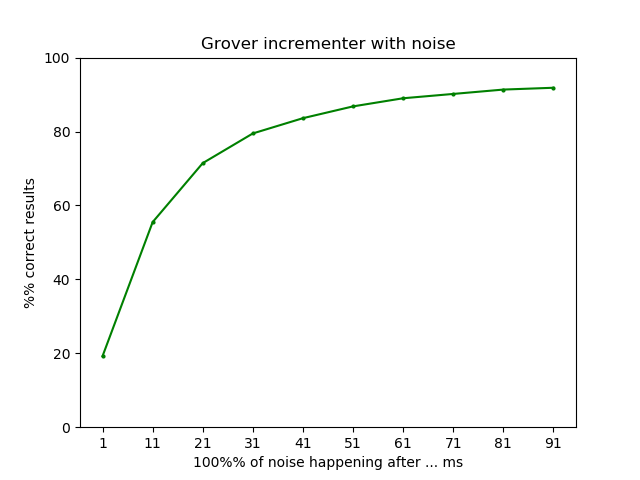 Grover incrementer with noise
100
80
60
40
20
0
%% correct results
1 11 21 31 41 51 61 71 81 91
100%% of noise happening after ... ms